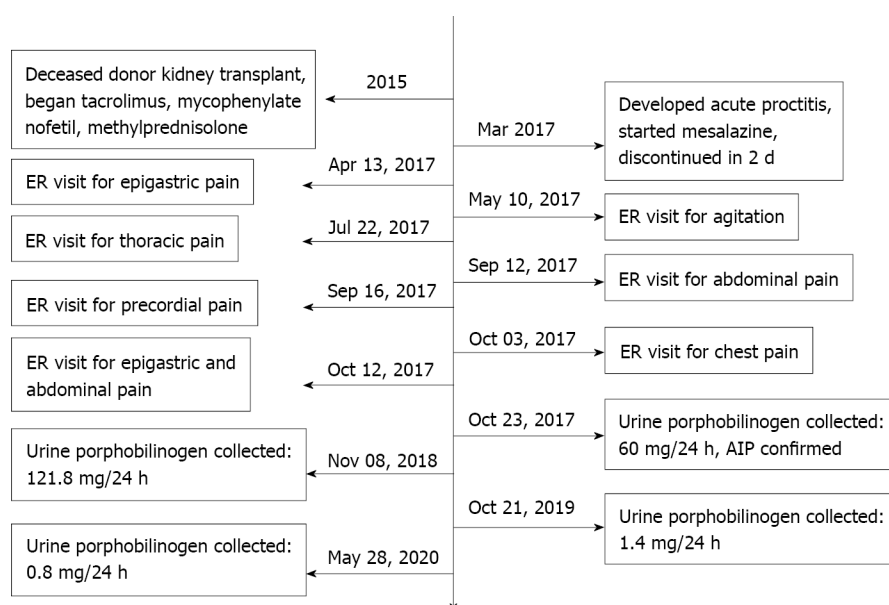 2015
Deceased donor kidney transplant,
began tacrolimus, mycophenylate
nofetil, methylprednisolone
Mar 2017
Developed acute proctitis,
started mesalazine,
discontinued in 2 d
Apr 13, 2017
ER visit for epigastric pain
May 10, 2017
ER visit for agitation
Jul 22, 2017
ER visit for thoracic pain
Sep 12, 2017
ER visit for abdominal pain
Sep 16, 2017
ER visit for precordial pain
Oct 03, 2017
ER visit for chest pain
Oct 12, 2017
ER visit for epigastric and
abdominal pain
Oct 23, 2017
Urine porphobilinogen collected:
60 mg/24 h, AIP confirmed
Nov 08, 2018
Urine porphobilinogen collected:
121.8 mg/24 h
Oct 21, 2019
Urine porphobilinogen collected:
1.4 mg/24 h
May 28, 2020
Urine porphobilinogen collected:
0.8 mg/24 h